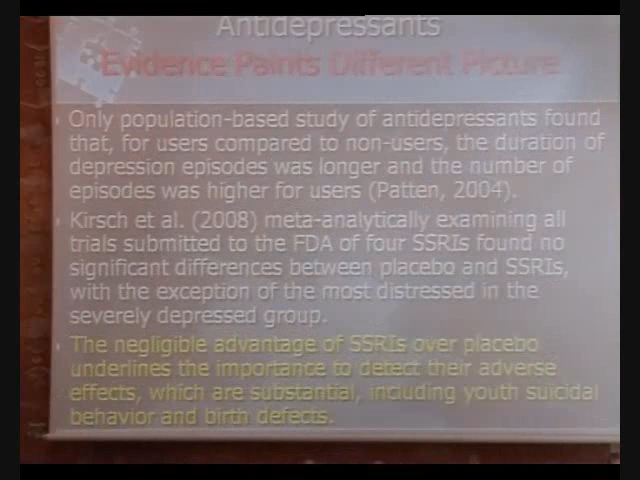 Antidepressants
Evidence Paints Different Picture
Only population-based study of antidepressants found
that, for users compared to non-users, the duration of
depression episodes was longer and the number of
episodes was higher for users (Patten, 2004).
Kirsch et al. (2008) meta-analytically examining all
trials submitted to the FDA of four SSRIs found no
significant differences between placebo and SSRIs,
with the exception of the most distressed in the
severely depressed group.
The negligible advantage of SSRIs over placebo
underlines the importance to detect their adverse
effects, which are substantial, including youth suicidal
behavior and birth defects.